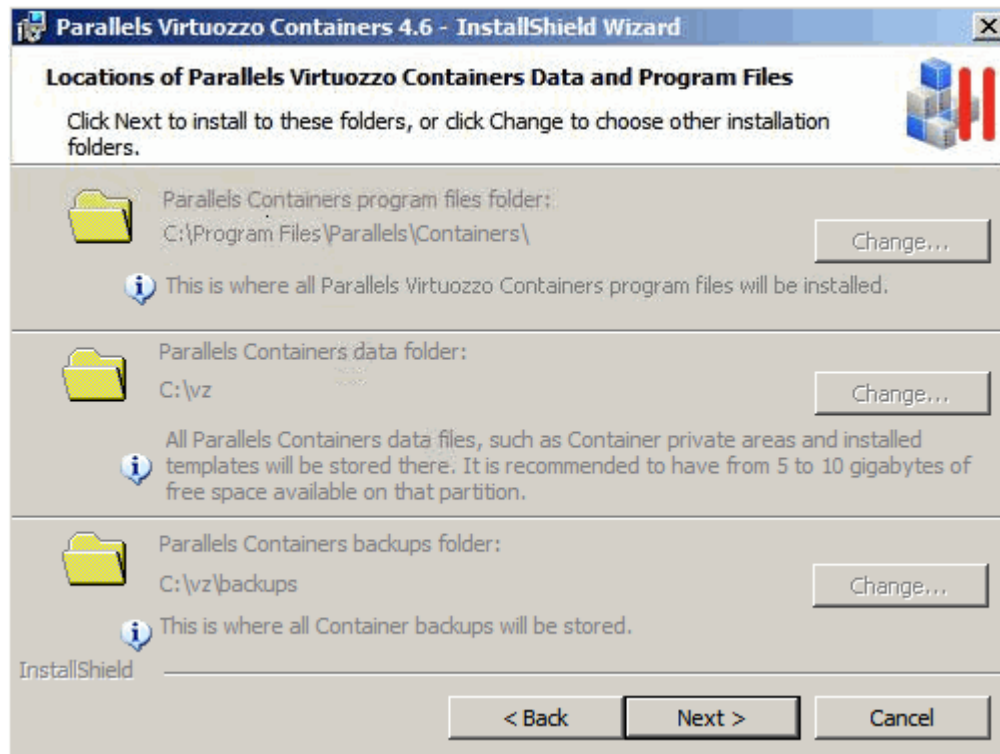 Parallels Virtuozzo Containers 4.6 - InstallShield Wizard
Locations of Parallels Virtuozzo Containers Data and Program Files
Click Next to install to these folders, or click Change to choose other installation
folders.
Parallels Containers program files folder:
C:\Program Files\Parallels\Containers\
Change...
This is where all Parallels Virtuozzo Containers program files will be installed.
Parallels Containers data folder:
C:\vz
Change...
All Parallels Containers data files, such as Container private areas and installed
templates will be stored there. It is recommended to have from 5 to 10 gigabytes of
free space available on that partition.
Parallels Containers backups folder:
C:\vz\backups
Change...
This is where all Container backups will be stored.
InstallShield
< Back
Next >
Cancel